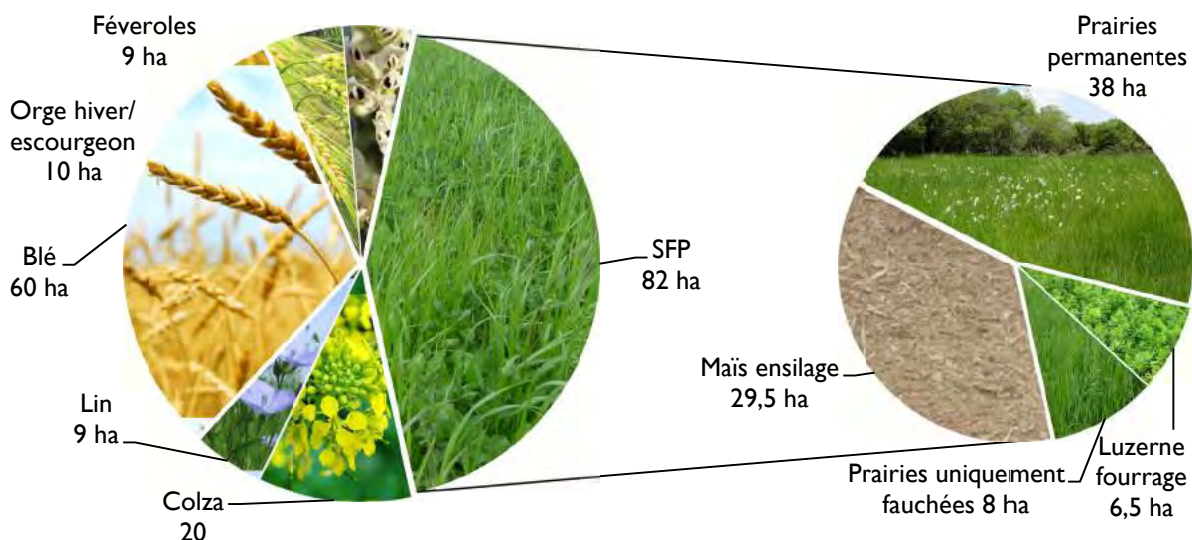 Féveroles
9 ha
Orge hiver/
escourgeon
10 ha
Blé
60 ha
Lin
9 ha
Colza
20
SFP
82 ha
Prairies
permanentes
38 ha
Maïs ensilage
29,5 ha
Prairies uniquement
fauchées 8 ha
Luzerne
fourrage
6,5 ha